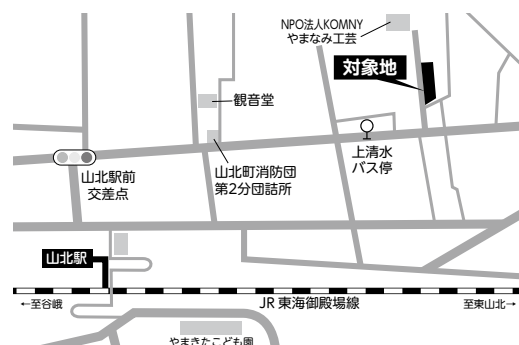 NPO法人KOMNY
やまなみ工芸
対象地
観音堂
上清水
バス停
山北町消防団
第2分団詰所
山北駅前
交差点
山北駅
←至谷峨
JR 東海御殿場線
至東山北→
やまきたこども園